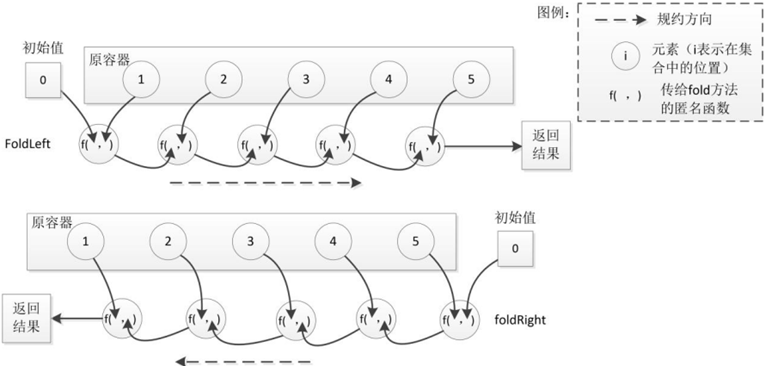 图例：
规约方向
i
元素（i表示在集
合中的位置）
f( , )
传给fold方法
的匿名函数
初始值
0
原容器
1
2
3
4
5
FoldLeft
f( , )
f( , )
f( , )
f( , )
f( , )
返回
结果
原容器
1
2
3
4
5
初始值
0
返回
结果
f( , )
f( , )
f( , )
f( , )
f( , )
foldRight